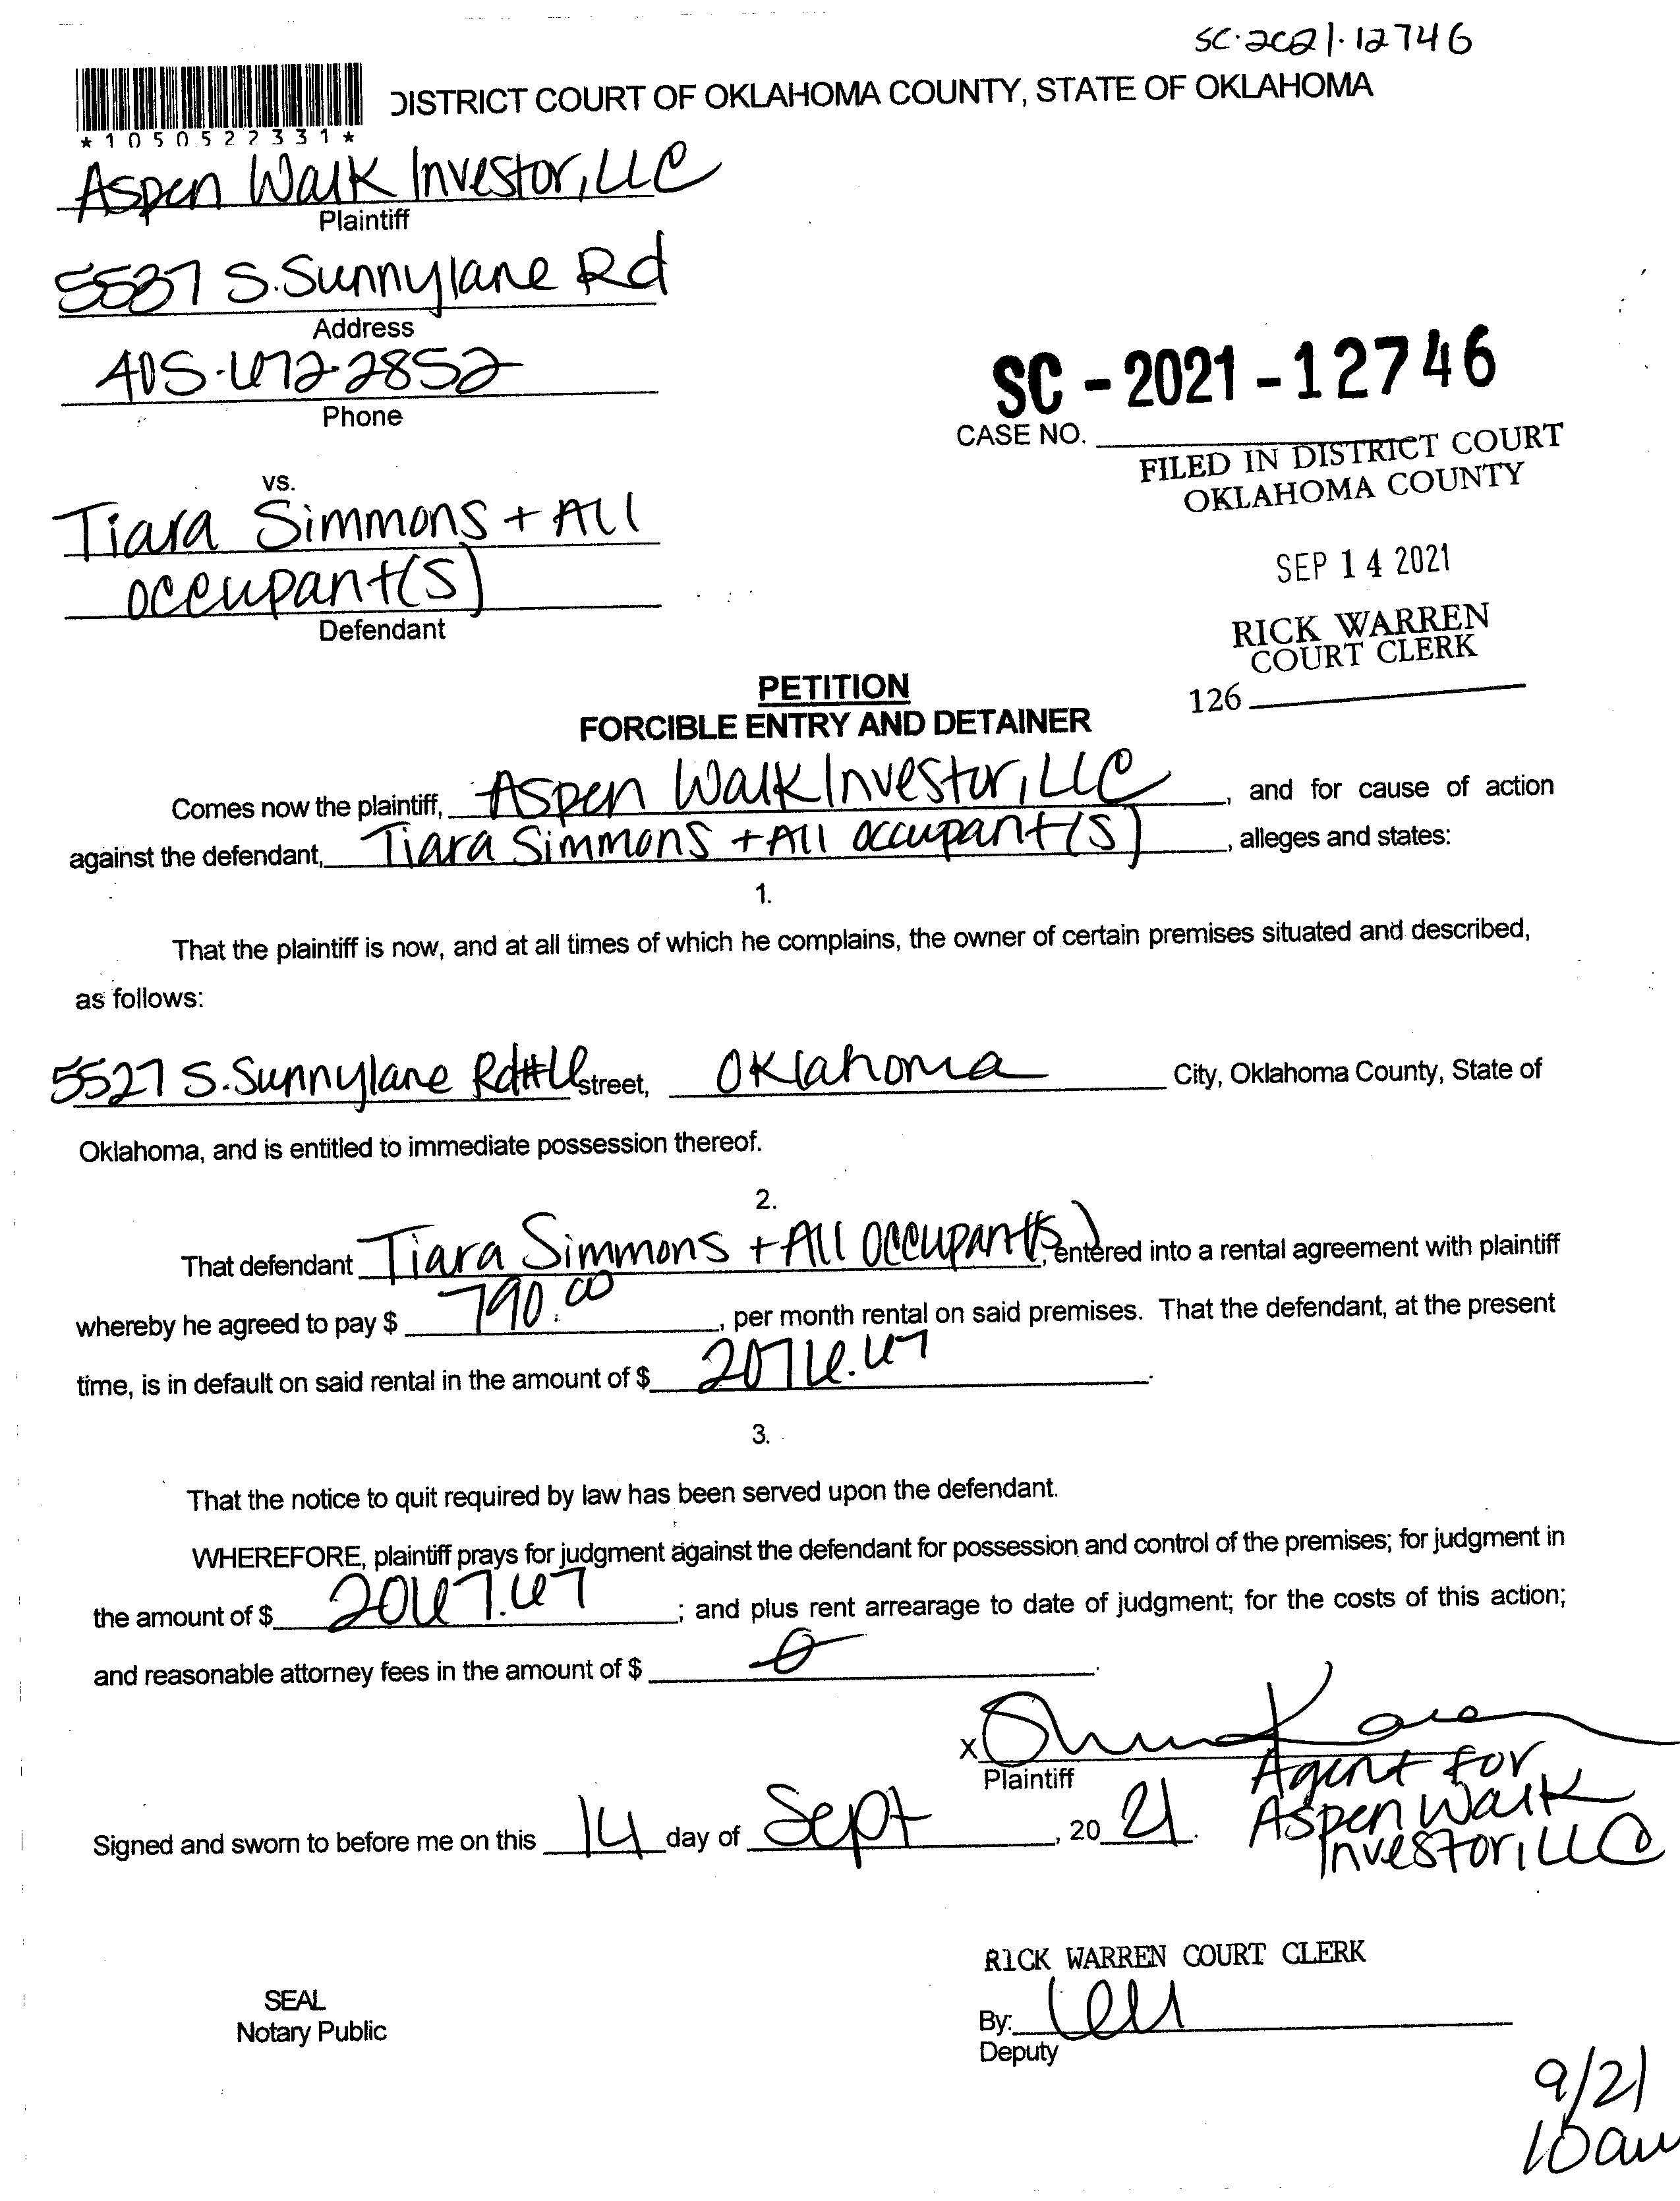 SC-2021-12746
DISTRICT COURT OF OKLAHOMA COUNTY, STATE OF OKLAHOMA
*1050522331*
Aspen Walk Investor, LLC
Plaintiff
5537 S. Sunnylane Rd
Address
405-672-2852
Phone
SC - 2021 - 12746
CASE NO.
FILED IN DISTRICT COURT
OKLAHOMA COUNTY
vs.
Tiara Simmons + All
occupant(s)
Defendant
SEP 14 2021
RICK WARREN
COURT CLERK
126
PETITION
FORCIBLE ENTRY AND DETAINER
Comes now the plaintiff, Aspen Walk Investor, LLC, and for cause of action
against the defendant, Tiara Simmons + All occupant(s), alleges and states:
1.
That the plaintiff is now, and at all times of which he complains, the owner of certain premises situated and described,
as follows:
5527 S. Sunnylane Rd # street, Oklahoma City, Oklahoma County, State of
Oklahoma, and is entitled to immediate possession thereof.
2.
That defendant Tiara Simmons + All occupant(s), entered into a rental agreement with plaintiff
whereby he agreed to pay $ 790.00, per month rental on said premises. That the defendant, at the present
time, is in default on said rental in the amount of $ 2076.67.
3.
That the notice to quit required by law has been served upon the defendant.
WHEREFORE, plaintiff prays for judgment against the defendant for possession and control of the premises; for judgment in
the amount of $ 2067.67; and plus rent arrearage to date of judgment; for the costs of this action;
and reasonable attorney fees in the amount of $ 0.
X
Plaintiff
Agent for
Aspen Walk
Investor, LLC
Signed and sworn to before me on this 14 day of Sept, 2021.
RICK WARREN COURT CLERK
SEAL
Notary Public
By:
Deputy
9/21
10am